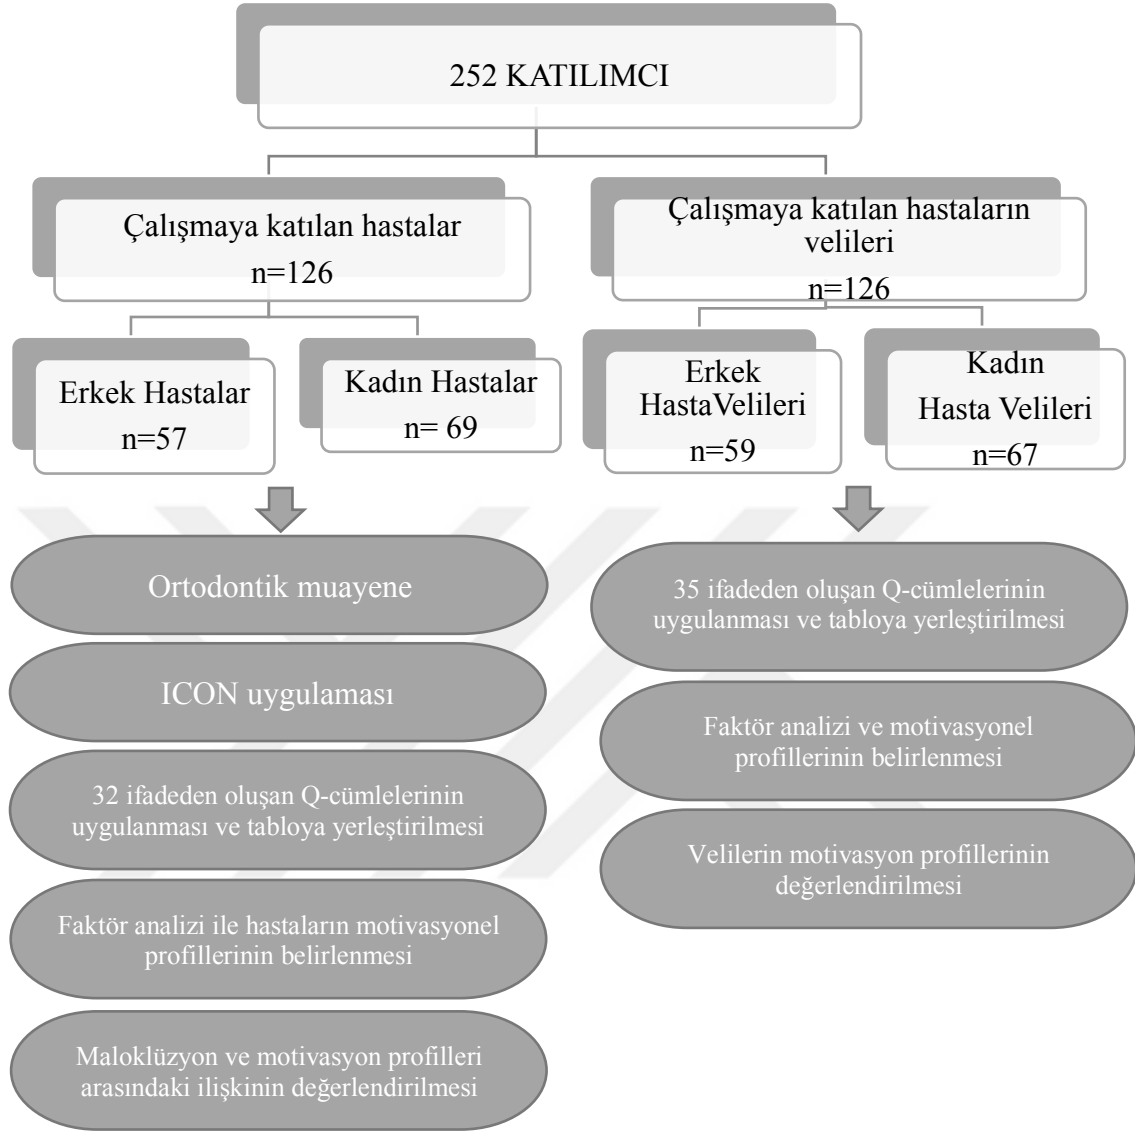 252 KATILIMCI
Çalışmaya katılan hastalar
n=126
Çalışmaya katılan hastaların
velileri
n=126
Erkek Hastalar
n=57
Kadın Hastalar
n= 69
Erkek
HastaVelileri
n=59
Kadın
Hasta Velileri
n=67
Ortodontik muayene
ICON uygulaması
32 ifadeden oluşan Q-cümlelerinin
uygulanması ve tabloya yerleştirilmesi
Faktör analizi ile hastaların motivasyonel
profillerinin belirlenmesi
Maloklüzyon ve motivasyon profilleri
arasındaki ilişkinin değerlendirilmesi
35 ifadeden oluşan Q-cümlelerinin
uygulanması ve tabloya yerleştirilmesi
Faktör analizi ve motivasyonel
profillerinin belirlenmesi
Velilerin motivasyon profillerinin
değerlendirilmesi